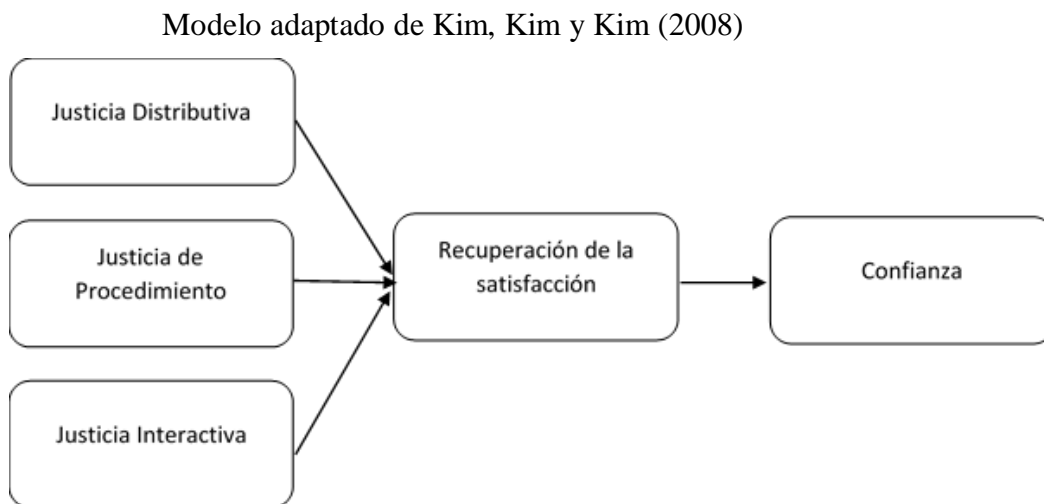 Modelo adaptado de Kim, Kim y Kim (2008)
Justicia Distributiva
Justicia de
Procedimiento
Justicia Interactiva
Recuperación de la
satisfacción
Confianza